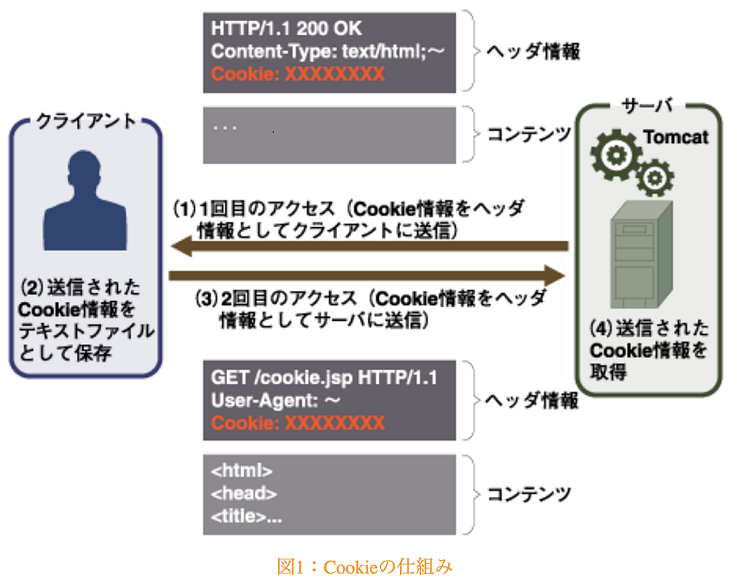 HTTP/1.1 200 OK
Content-Type: text/html;～
Cookie: XXXXXXXX
ヘッダ情報
...
コンテンツ
クライアント
サーバ
Tomcat
(1)1回目のアクセス（Cookie情報をヘッダ
情報としてクライアントに送信）
(2)送信された
Cookie情報を
テキストファイル
として保存
(3)2回目のアクセス（Cookie情報をヘッダ
情報としてサーバに送信）
(4)送信された
Cookie情報を
取得
GET /cookie.jsp HTTP/1.1
User-Agent: ～
Cookie: XXXXXXXX
ヘッダ情報
<html>
<head>
<title>...
コンテンツ
図1：Cookieの仕組み